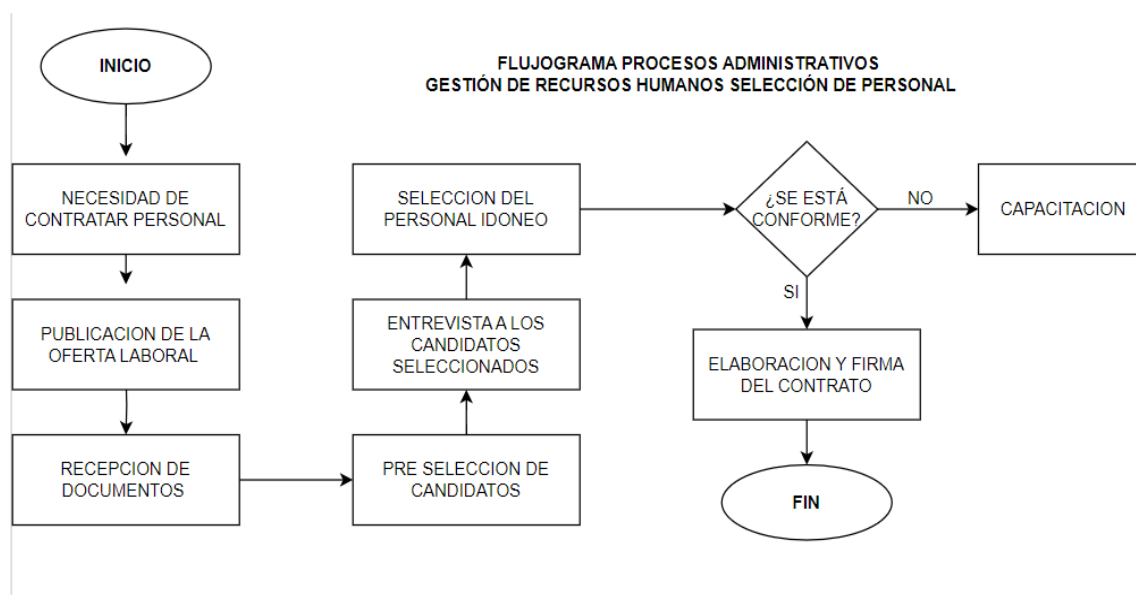 INICIO
FLUJOGRAMA PROCESOS ADMINISTRATIVOS
GESTIÓN DE RECURSOS HUMANOS SELECCIÓN DE PERSONAL
NECESIDAD DE
CONTRATAR PERSONAL
PUBLICACION DE LA
OFERTA LABORAL
RECEPCION DE
DOCUMENTOS
PRE SELECCION DE
CANDIDATOS
ENTREVISTA A LOS
CANDIDATOS
SELECCIONADOS
SELECCION DEL
PERSONAL IDONEO
¿SE ESTÁ
CONFORME?
NO
CAPACITACION
SI
ELABORACION Y FIRMA
DEL CONTRATO
FIN